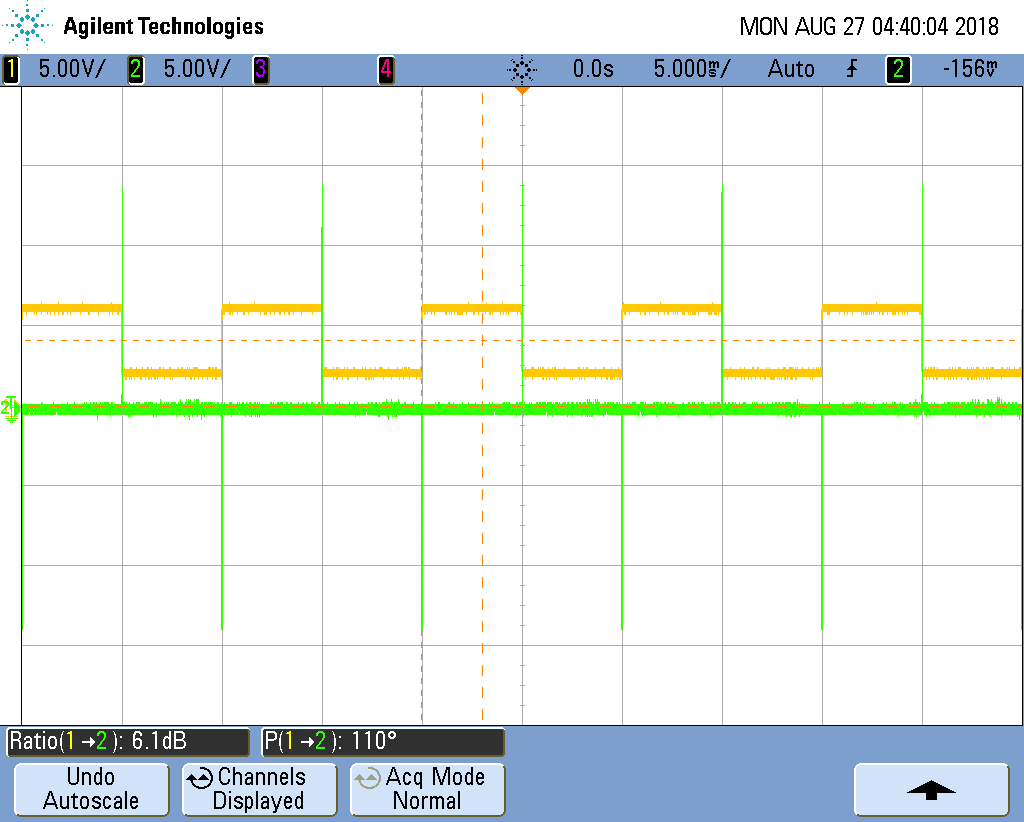 Agilent Technologies
MON AUG 27 04:40:04 2018
1 5.00V/ 2 5.00V/ 3 4 0.0s 5.000ms/ Auto 2 -156mV
2
Ratio(1→2): 6.1dB P(1→2): 110°
Undo Autoscale
Channels Displayed
Acq Mode Normal